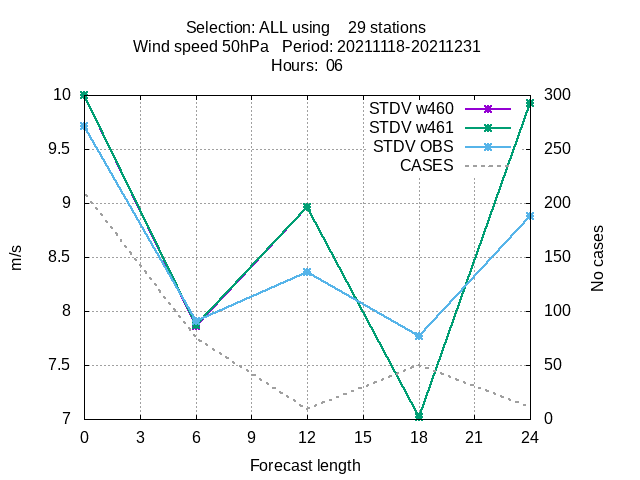 Selection: ALL using 29 stations
Wind speed 50hPa Period: 20211118-20211231
Hours: 06
STDV w460
STDV w461
STDV OBS
CASES
10
9.5
9
8.5
8
7.5
7
300
250
200
150
100
50
0
m/s
No cases
0 3 6 9 12 15 18 21 24
Forecast length